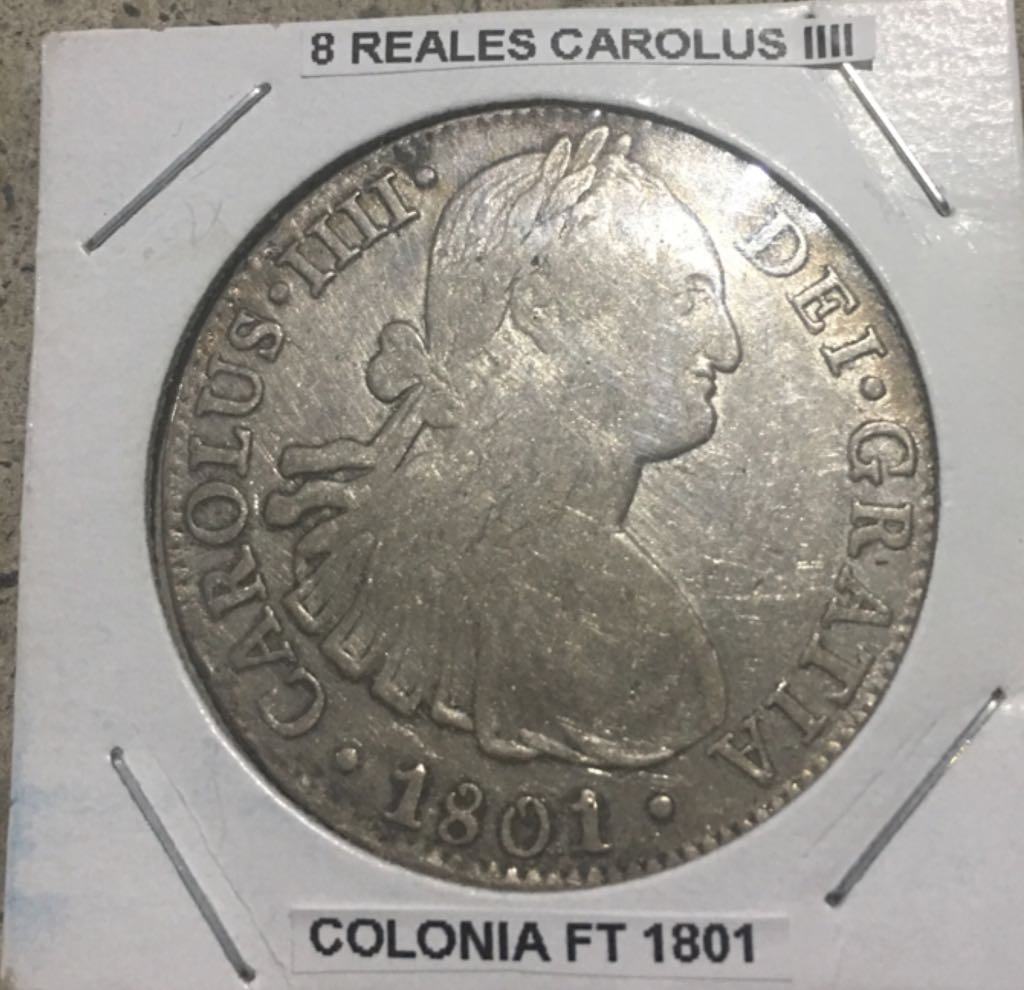 8 REALES CAROLUS IIII
CAROLUS · IIII · DEI · GRATIA
· 1801 ·
COLONIA FT 1801